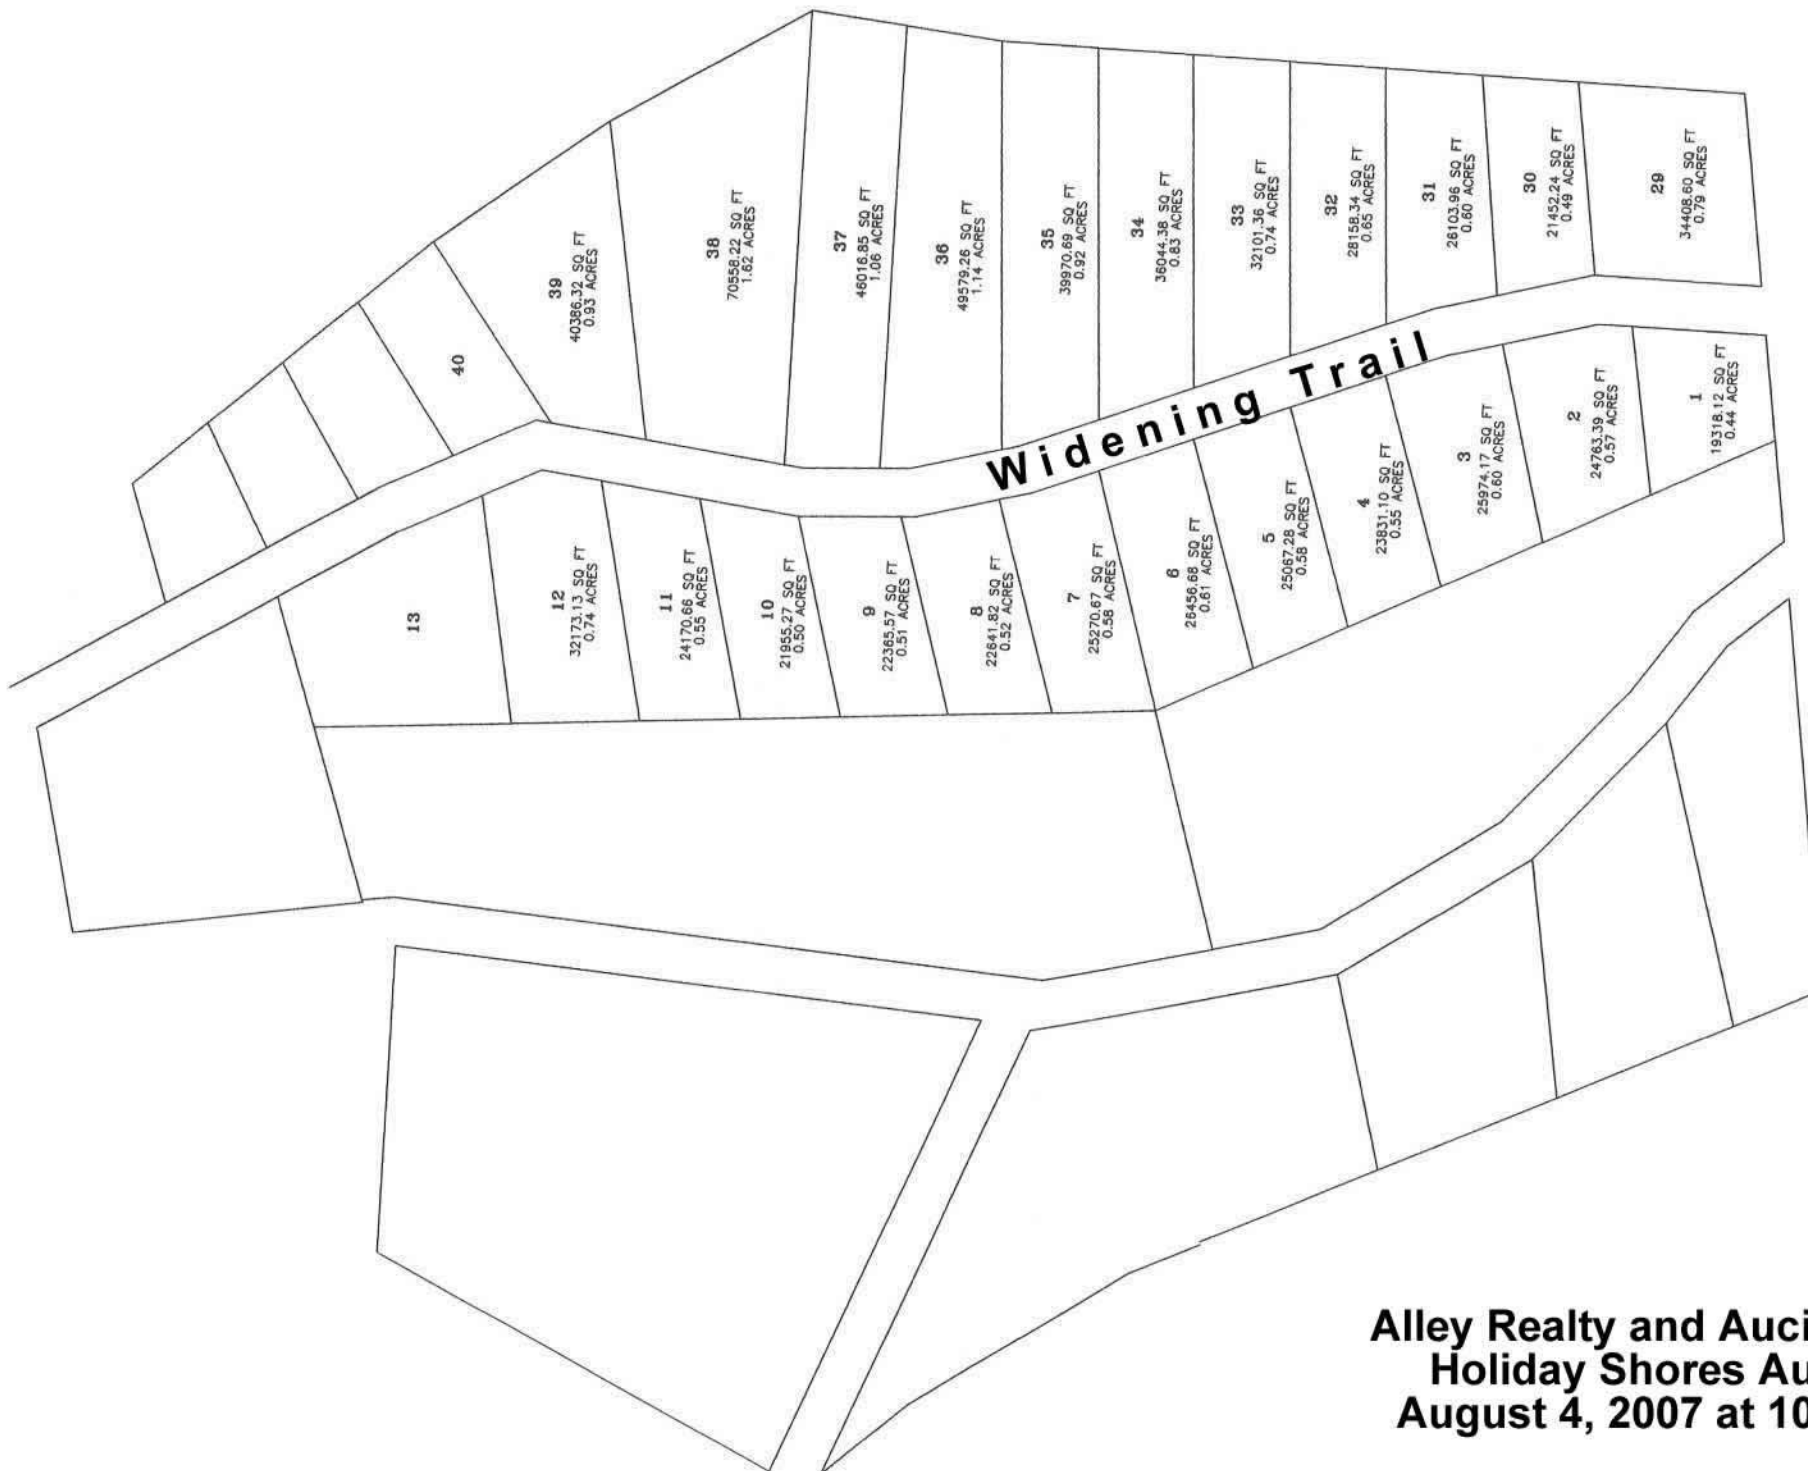 38
70558.22 SQ FT
1.62 ACRES
37
46016.85 SQ FT
1.06 ACRES
36
49579.26 SQ FT
1.14 ACRES
35
39970.69 SQ FT
0.92 ACRES
34
36044.38 SQ FT
0.83 ACRES
33
32101.36 SQ FT
0.74 ACRES
32
28158.34 SQ FT
0.65 ACRES
31
26103.96 SQ FT
0.60 ACRES
30
21452.24 SQ FT
0.49 ACRES
29
34408.60 SQ FT
0.79 ACRES
39
40386.32 SQ FT
0.93 ACRES
40
Widening Trail
1
19318.12 SQ FT
0.44 ACRES
2
24763.39 SQ FT
0.57 ACRES
3
25974.17 SQ FT
0.60 ACRES
4
23831.10 SQ FT
0.55 ACRES
5
25067.28 SQ FT
0.58 ACRES
6
26456.68 SQ FT
0.61 ACRES
7
25270.67 SQ FT
0.58 ACRES
8
22641.82 SQ FT
0.52 ACRES
9
22365.57 SQ FT
0.51 ACRES
10
21955.27 SQ FT
0.50 ACRES
11
24170.66 SQ FT
0.55 ACRES
12
32173.13 SQ FT
0.74 ACRES
13
Alley Realty and Auci
Holiday Shores Au
August 4, 2007 at 10